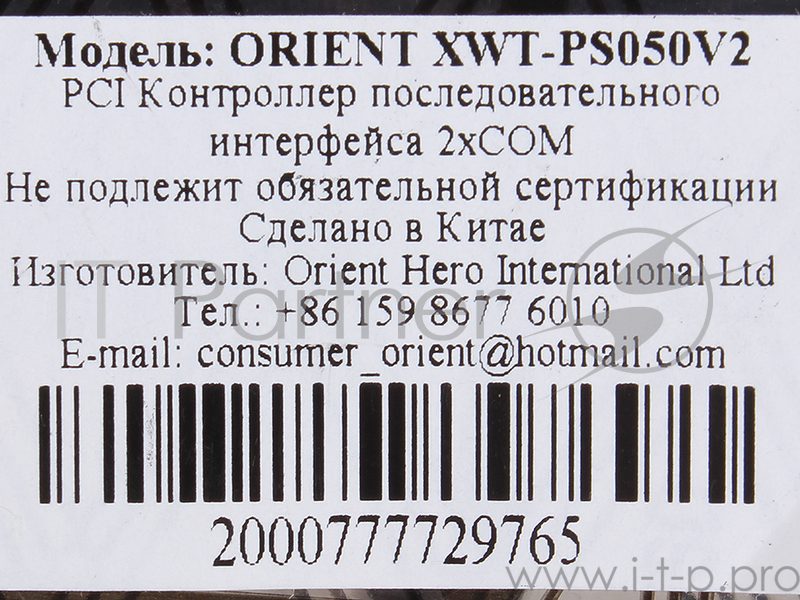 Модель: ORIENT XWT-PS050V2
PCI Контроллер последовательного
интерфейса 2xCOM
Не подлежит обязательной сертификации
Сделано в Китае
Изготовитель: Orient Hero International Ltd
IT Partner
Тел.: +86 159 8677 6010
E-mail: consumer_orient@hotmail.com
2000777729765
www.i-t-p.pro